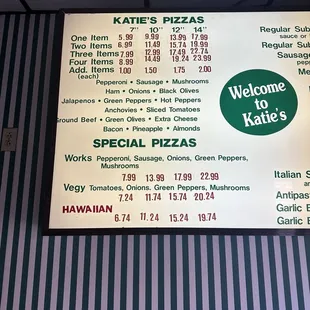 KATIE'S PIZZAS
7" 10" 12" 14"
One Item 5.99 9.99 13.99 17.99
Two Items 6.99 11.49 15.74 19.99
Three Items 7.99 12.99 17.49 22.74
Four Items 8.99 14.49 19.24 23.99
Add. Items 1.00 1.50 1.75 2.00
(each)
Pepperoni • Sausage • Mushrooms
Ham • Onions • Black Olives
Jalapenos • Green Peppers • Hot Peppers
Anchovies • Sliced Tomatoes
Ground Beef • Green Olives • Extra Cheese
Bacon • Pineapple • Almonds
SPECIAL PIZZAS
Works Pepperoni, Sausage, Onions, Green Peppers,
Mushrooms
7.99 13.99 17.99 22.99
Vegy Tomatoes, Onions, Green Peppers, Mushrooms
7.24 11.74 15.74 20.24
HAWAIIAN
6.74 11.24 15.24 19.74
Welcome
to
Katie's
Regular Sub
sauce or
Regular Sub
Sausage
pep
Me
Italian S
Antipas
Garlic B
Garlic B